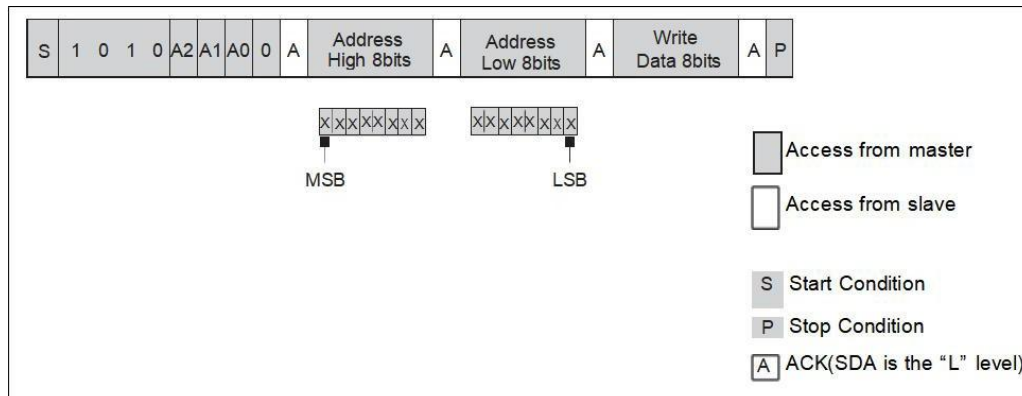 S 1 0 1 0 A2 A1 A0 0 A Address High 8bits A Address Low 8bits A Write Data 8bits A P
X X X X X X X X X X X X X X X X
MSB LSB
Access from master
Access from slave
S Start Condition
P Stop Condition
A ACK(SDA is the “L” level)